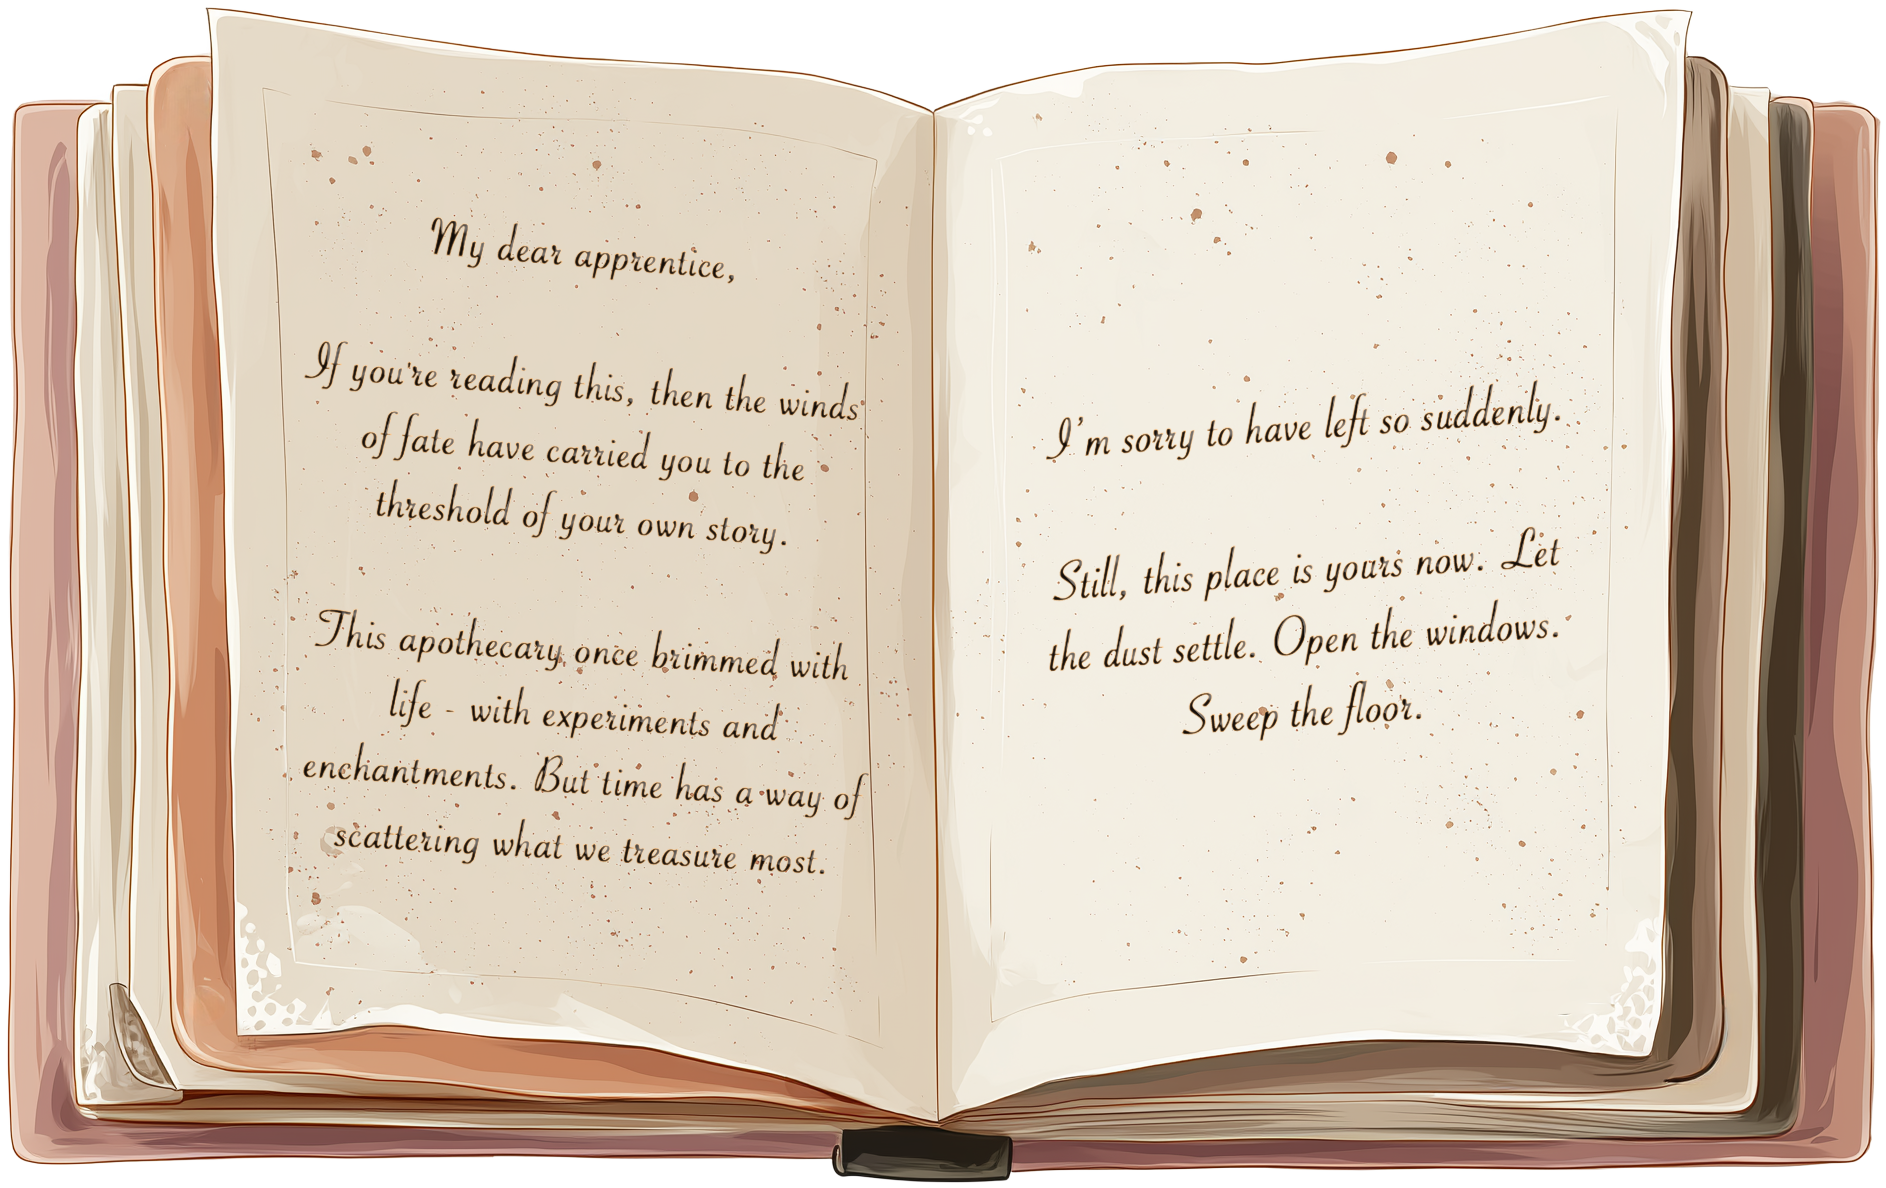 My dear apprentice,
If you're reading this, then the winds
of fate have carried you to the
threshold of your own story.
This apothecary once brimmed with
life - with experiments and
enchantments. But time has a way of
scattering what we treasure most.
I'm sorry to have left so suddenly.
Still, this place is yours now. Let
the dust settle. Open the windows.
Sweep the floor.